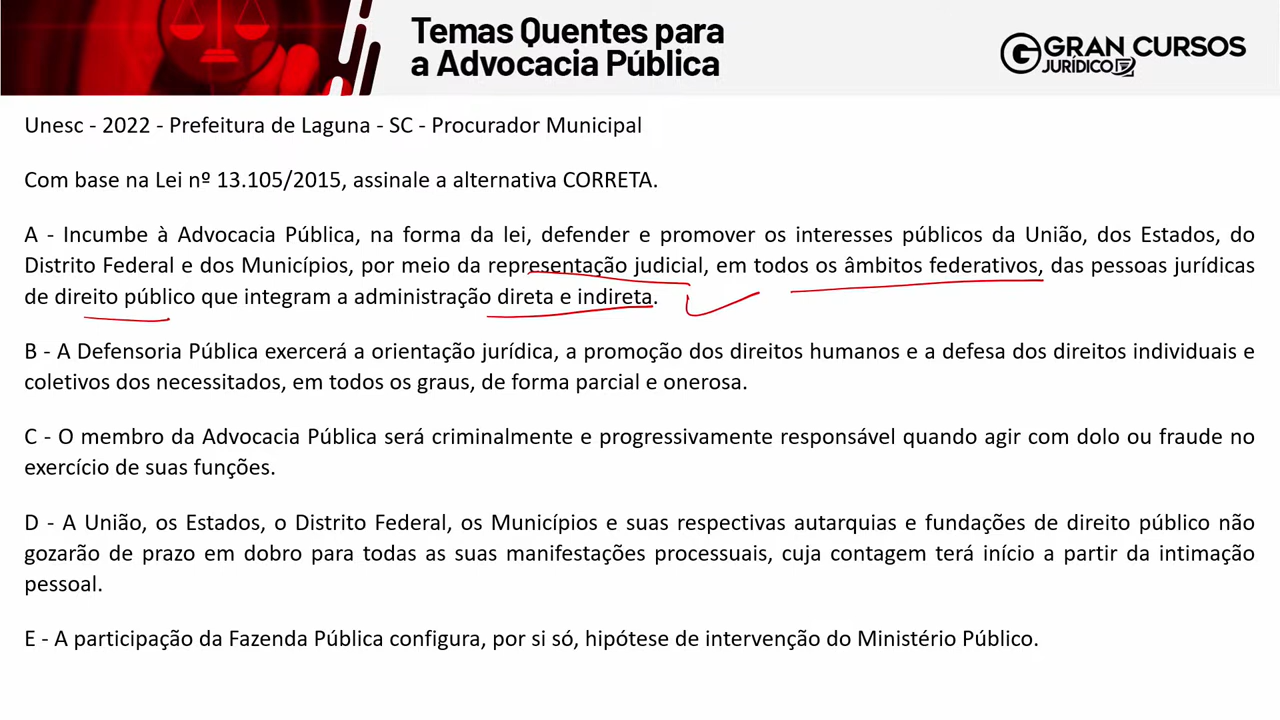 Temas Quentes para
a Advocacia Pública
GRAN CURSOS
JURÍDICO
Unesc - 2022 - Prefeitura de Laguna - SC - Procurador Municipal
Com base na Lei nº 13.105/2015, assinale a alternativa CORRETA.
A - Incumbe à Advocacia Pública, na forma da lei, defender e promover os interesses públicos da União, dos Estados, do
Distrito Federal e dos Municípios, por meio da representação judicial, em todos os âmbitos federativos, das pessoas jurídicas
de direito público que integram a administração direta e indireta.
B - A Defensoria Pública exercerá a orientação jurídica, a promoção dos direitos humanos e a defesa dos direitos individuais e
coletivos dos necessitados, em todos os graus, de forma parcial e onerosa.
C - O membro da Advocacia Pública será criminalmente e progressivamente responsável quando agir com dolo ou fraude no
exercício de suas funções.
D - A União, os Estados, o Distrito Federal, os Municípios e suas respectivas autarquias e fundações de direito público não
gozarão de prazo em dobro para todas as suas manifestações processuais, cuja contagem terá início a partir da intimação
pessoal.
E - A participação da Fazenda Pública configura, por si só, hipótese de intervenção do Ministério Público.